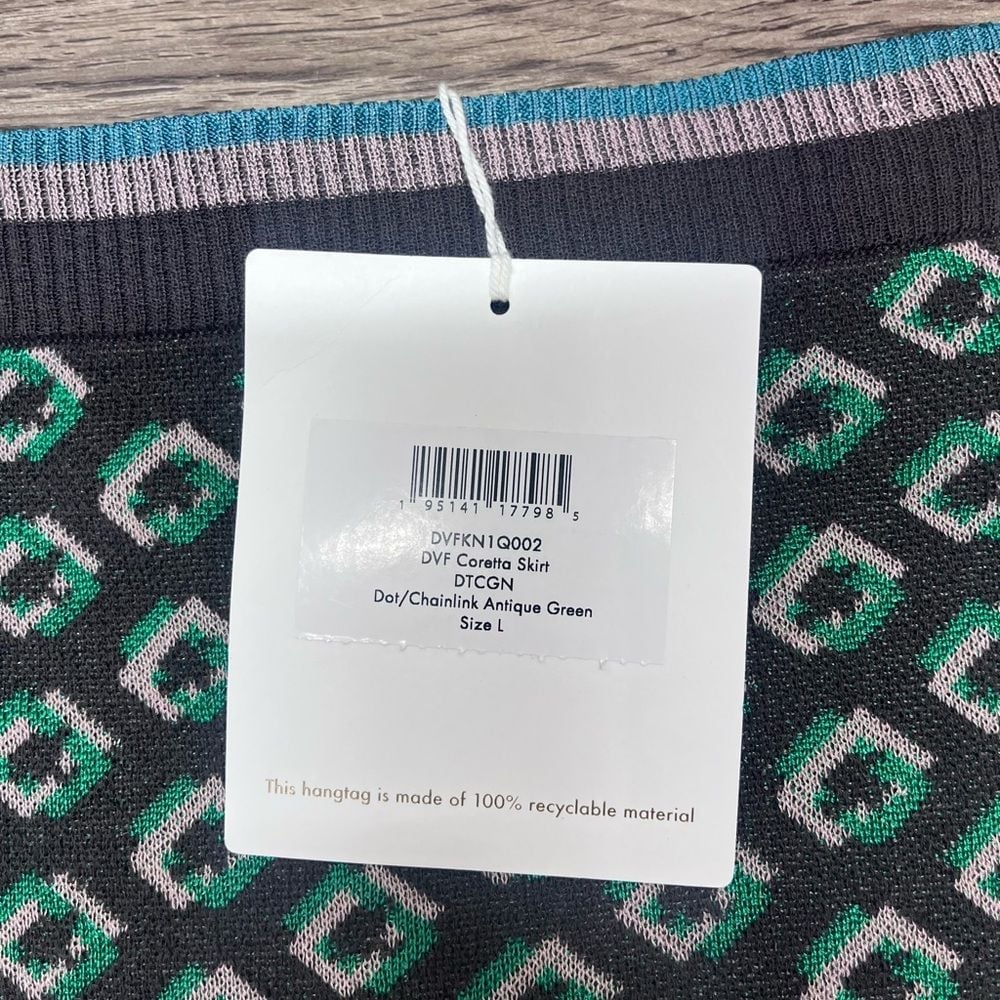 1 95141 17798 5
DVFKN1Q002
DVF Coretta Skirt
DTCGN
Dot/Chainlink Antique Green
Size L
This hangtag is made of 100% recyclable material